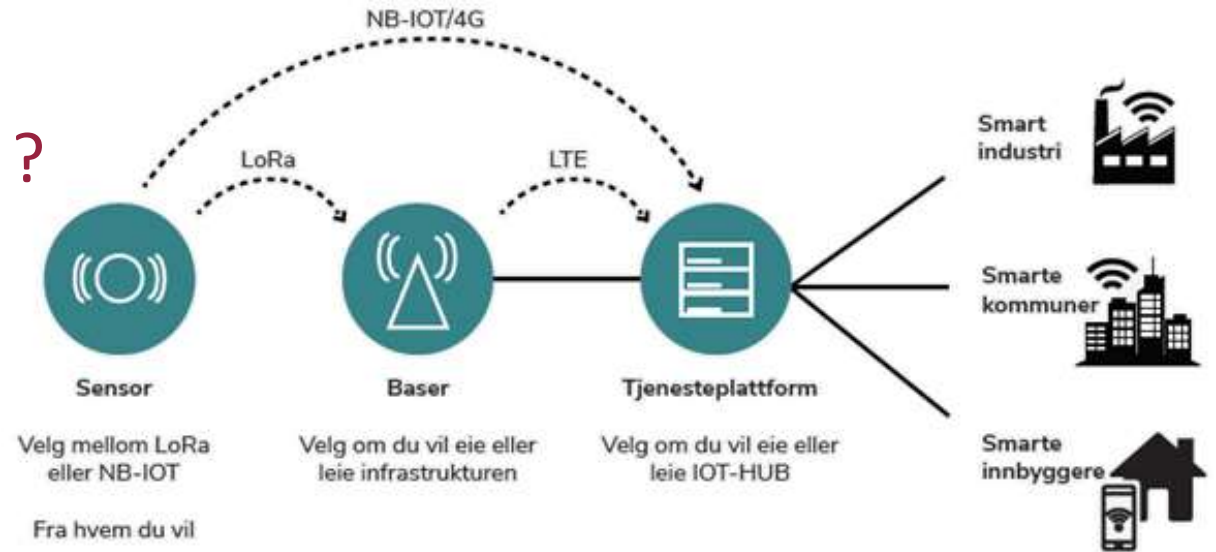 NB-IOT/4G
?
LoRa
LTE
Smart
industri
Smarte
kommuner
Smarte
innbyggere
Sensor
Velg mellom LoRa
eller NB-IOT
Fra hvem du vil
Baser
Velg om du vil eie eller
leie infrastrukturen
Tjenesteplattform
Velg om du vil eie eller
leie IOT-HUB